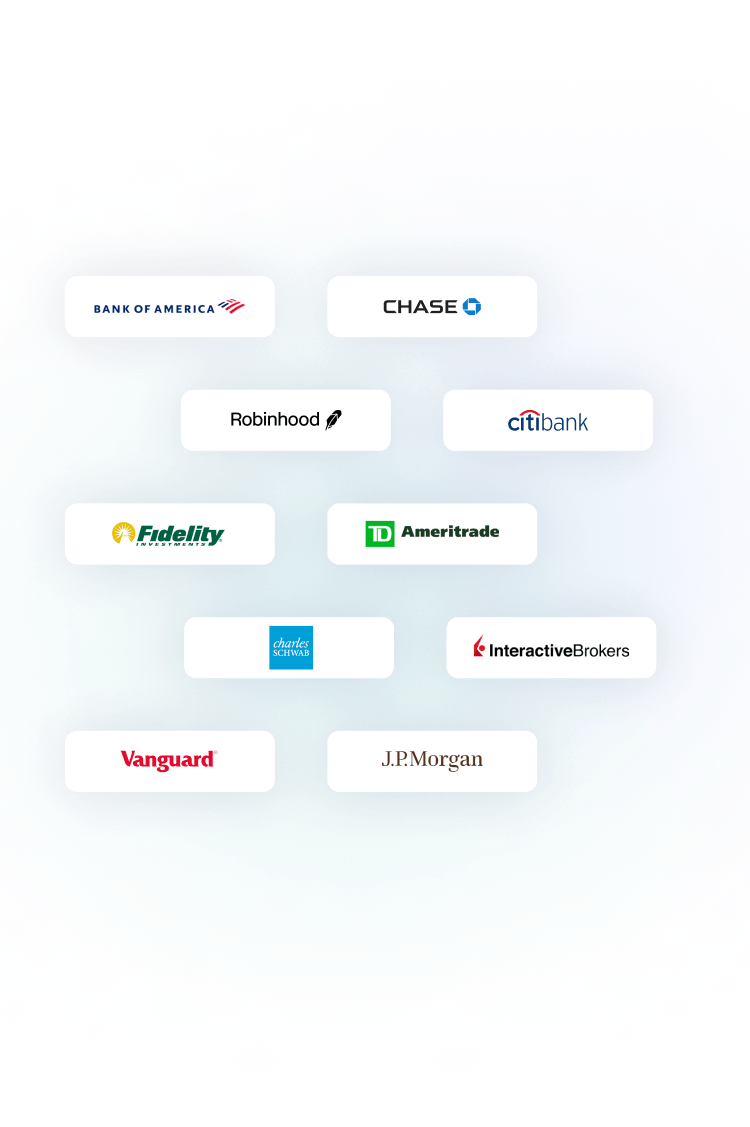 BANK OF AMERICA
CHASE
Robinhood
citibank
Fidelity
INVESTMENTS
TD Ameritrade
charles
SCHWAB
InteractiveBrokers
Vanguard
J.P.Morgan